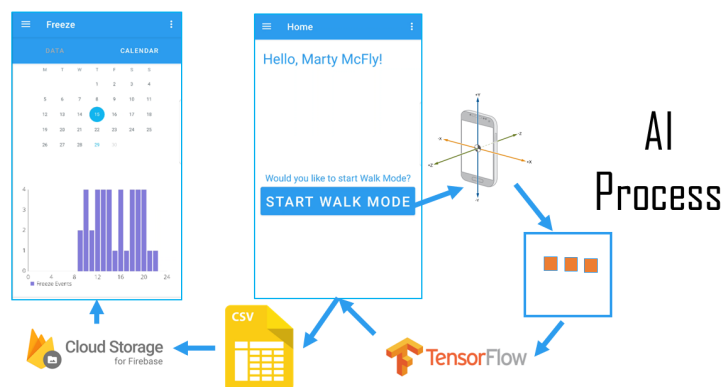 Freeze
DATA CALENDAR
M T W T F S S
1 2 3 4
5 6 7 8 9 10 11
12 13 14 15 16 17 18
19 20 21 22 23 24 25
26 27 28 29 30
4
3
2
1
0
0 4 8 12 16 20 24
Freeze Events
Home
Hello, Marty McFly!
Would you like to start Walk Mode?
START WALK MODE
+Y
-Z
-X
+X
+Z
-Y
AI
Process
CSV
Cloud Storage
for Firebase
TensorFlow